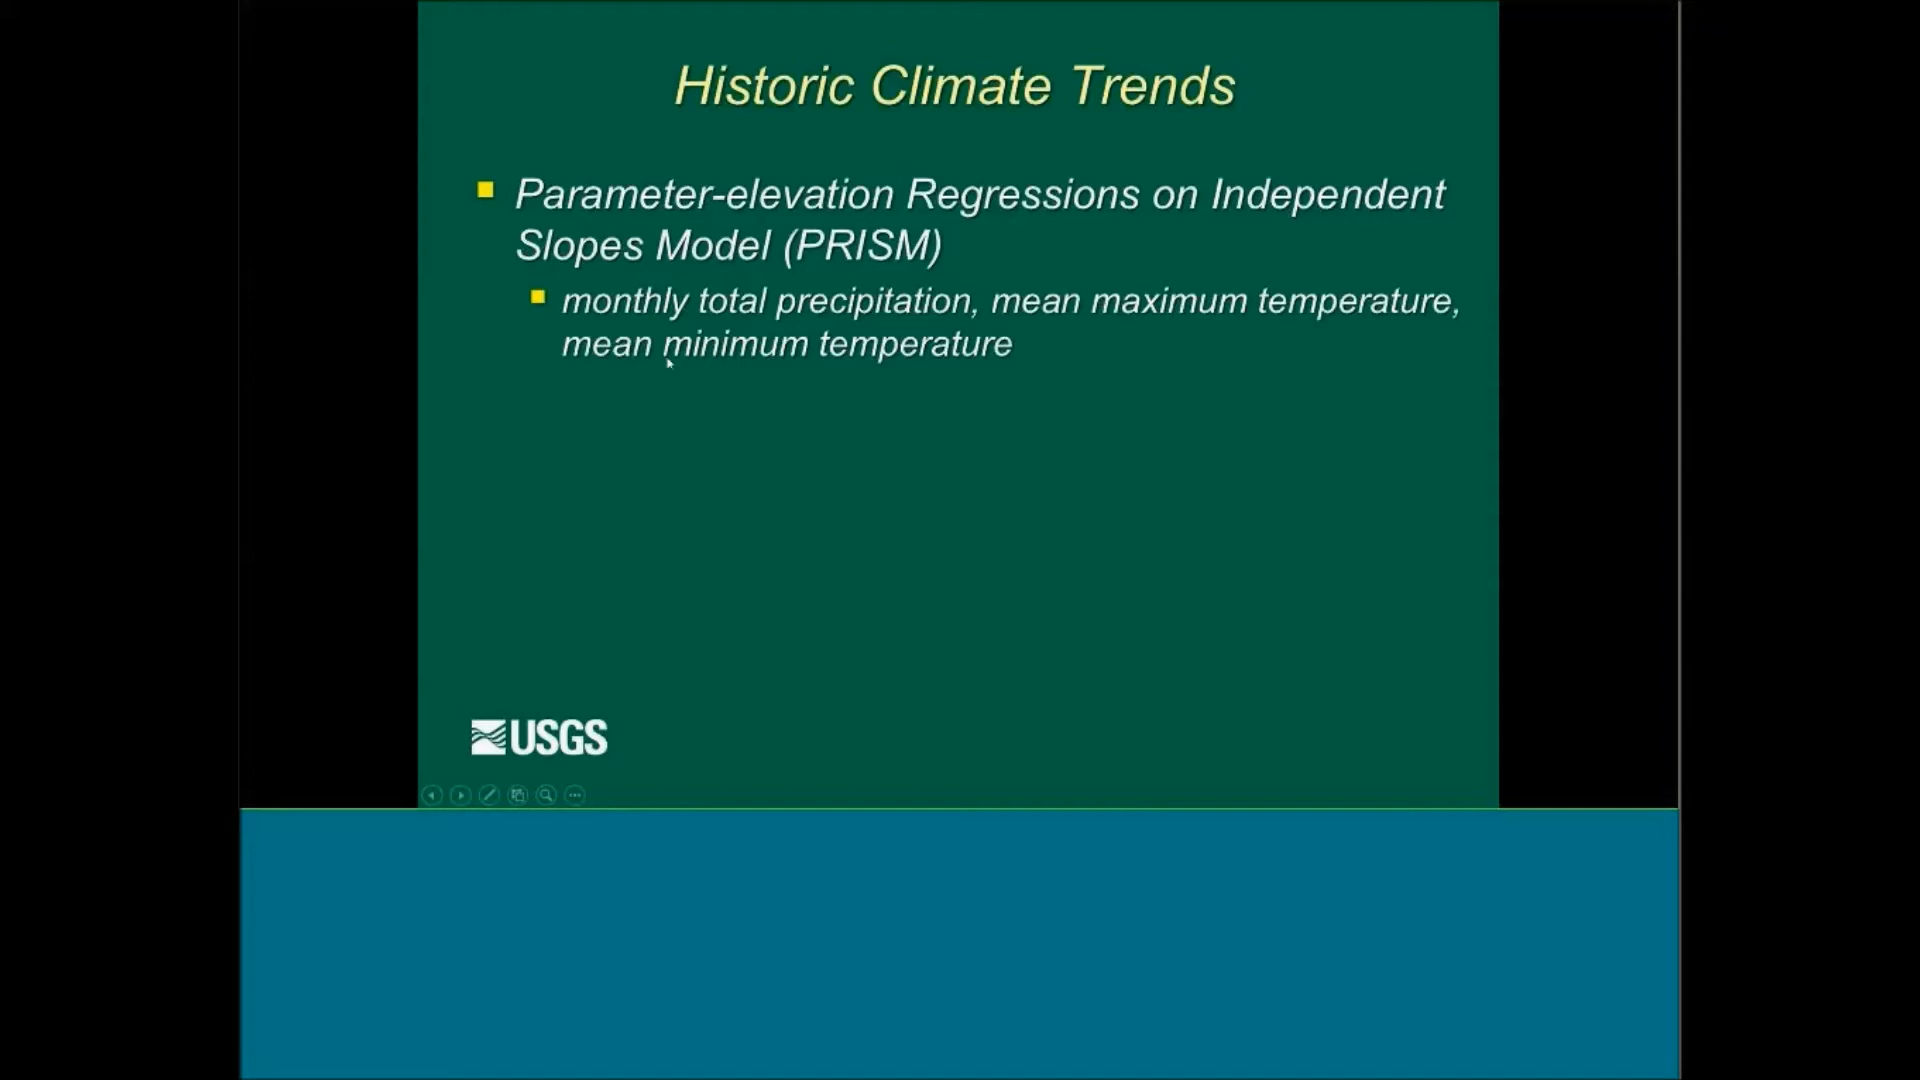 Historic Climate Trends
Parameter-elevation Regressions on Independent
Slopes Model (PRISM)
monthly total precipitation, mean maximum temperature,
mean minimum temperature
USGS